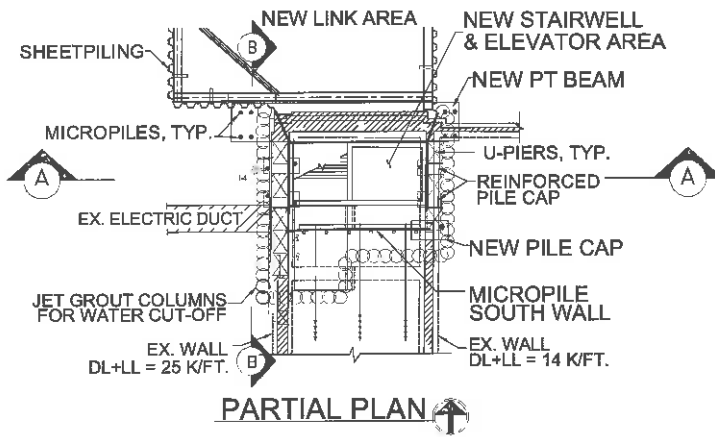 NEW LINK AREA
B
NEW STAIRWELL
& ELEVATOR AREA
SHEETPILING
NEW PT BEAM
MICROPILES, TYP.
U-PIERS, TYP.
A
A
REINFORCED
PILE CAP
EX. ELECTRIC DUCT
NEW PILE CAP
JET GROUT COLUMNS
FOR WATER CUT-OFF
MICROPILE
SOUTH WALL
EX. WALL
DL+LL = 25 K/FT.
B
EX. WALL
DL+LL = 14 K/FT.
PARTIAL PLAN